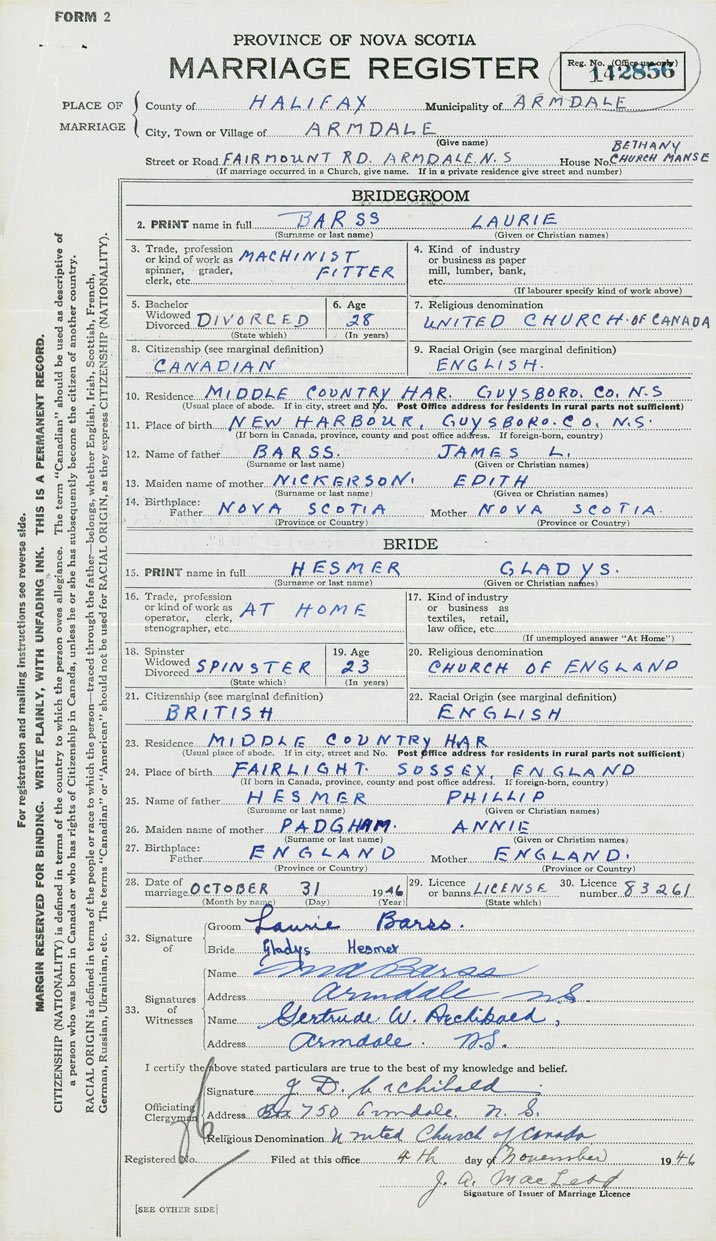 FORM 2
PROVINCE OF NOVA SCOTIA
MARRIAGE REGISTER
Reg. No. (Office use only)
142856
PLACE OF MARRIAGE
County of HALIFAX Municipality of ARMDALE
City, Town or Village of ARMDALE
(Give name)
BETHANY
Street or Road FAIRMOUNT RD. ARMDALE N.S House No. CHURCH MANSE
(If marriage occurred in a Church, give name. If in a private residence give street and number)
BRIDEGROOM
2. PRINT name in full BARSS LAURIE
(Surname or last name) (Given or Christian names)
3. Trade, profession or kind of work as spinner, grader, clerk, etc. MACHINIST FITTER
4. Kind of industry or business as paper mill, lumber, bank, etc.
(If labourer specify kind of work above)
5. Bachelor Widowed Divorced DIVORCED
(State which)
6. Age 28
(In years)
7. Religious denomination
UNITED CHURCH OF CANADA
8. Citizenship (see marginal definition)
CANADIAN
9. Racial Origin (see marginal definition)
ENGLISH.
10. Residence MIDDLE COUNTRY HAR. GUYSBORO. CO. N.S
(Usual place of abode. If in city, street and No. Post Office address for residents in rural parts not sufficient)
11. Place of birth NEW HARBOUR, GUYSBORO. CO. N.S.
(If born in Canada, province, county and post office address. If foreign-born, country)
12. Name of father BARSS. JAMES L.
(Surname or last name) (Given or Christian names)
13. Maiden name of mother NICKERSON. EDITH
(Surname or last name) (Given or Christian names)
14. Birthplace: Father NOVA SCOTIA Mother NOVA SCOTIA.
(Province or Country) (Province or Country)
BRIDE
15. PRINT name in full HESMER GLADYS.
(Surname or last name) (Given or Christian names)
16. Trade, profession or kind of work as operator, clerk, stenographer, etc. AT HOME
17. Kind of industry or business as textiles, retail, law office, etc.
(If unemployed answer "At Home")
18. Spinster Widowed Divorced SPINSTER
(State which)
19. Age 23
(In years)
20. Religious denomination
CHURCH OF ENGLAND
21. Citizenship (see marginal definition)
BRITISH
22. Racial Origin (see marginal definition)
ENGLISH
23. Residence MIDDLE COUNTRY HAR
(Usual place of abode. If in city, street and No. Post Office address for residents in rural parts not sufficient)
24. Place of birth FAIRLIGHT. SOSSEX, ENGLAND
(If born in Canada, province, county and post office address. If foreign-born, country)
25. Name of father HESMER PHILLIP
(Surname or last name) (Given or Christian names)
26. Maiden name of mother PADGHAM. ANNIE
(Surname or last name) (Given or Christian names)
27. Birthplace: Father ENGLAND Mother ENGLAND.
(Province or Country) (Province or Country)
28. Date of marriage OCTOBER 31 1946
(Month by name) (Day) (Year)
29. Licence or banns LICENSE
(State which)
30. Licence number 83261
32. Signature of
Groom Laurie Barss.
Bride Gladys Hesmer
33. Signatures of Witnesses
Name Barss
Address Armdale N.S.
Name Gertrude W. Archibald,
Address Armdale. N.S.
I certify the above stated particulars are true to the best of my knowledge and belief.
Officiating Clergyman
Signature J. D. Archibald
Address Box 750 Armdale N. S.
Religious Denomination United Church of Canada
Registered No. Filed at this office 4th day of November 1946
J. A. MacLeod
Signature of Issuer of Marriage Licence
[SEE OTHER SIDE]
For registration and mailing instructions see reverse side.
MARGIN RESERVED FOR BINDING. WRITE PLAINLY, WITH UNFADING INK. THIS IS A PERMANENT RECORD.
CITIZENSHIP (NATIONALITY) is defined in terms of the country to which the person owes allegiance. The term "Canadian" should be used as descriptive of
a person who was born in Canada or who has rights of Citizenship in Canada, unless he or she has subsequently become the citizen of another country.
RACIAL ORIGIN is defined in terms of the people or race to which the person—traced through the father—belongs, whether English, Irish, Scottish, French,
German, Russian, Ukrainian, etc. The terms "Canadian" or "American" should not be used for RACIAL ORIGIN, as they express CITIZENSHIP (NATIONALITY).